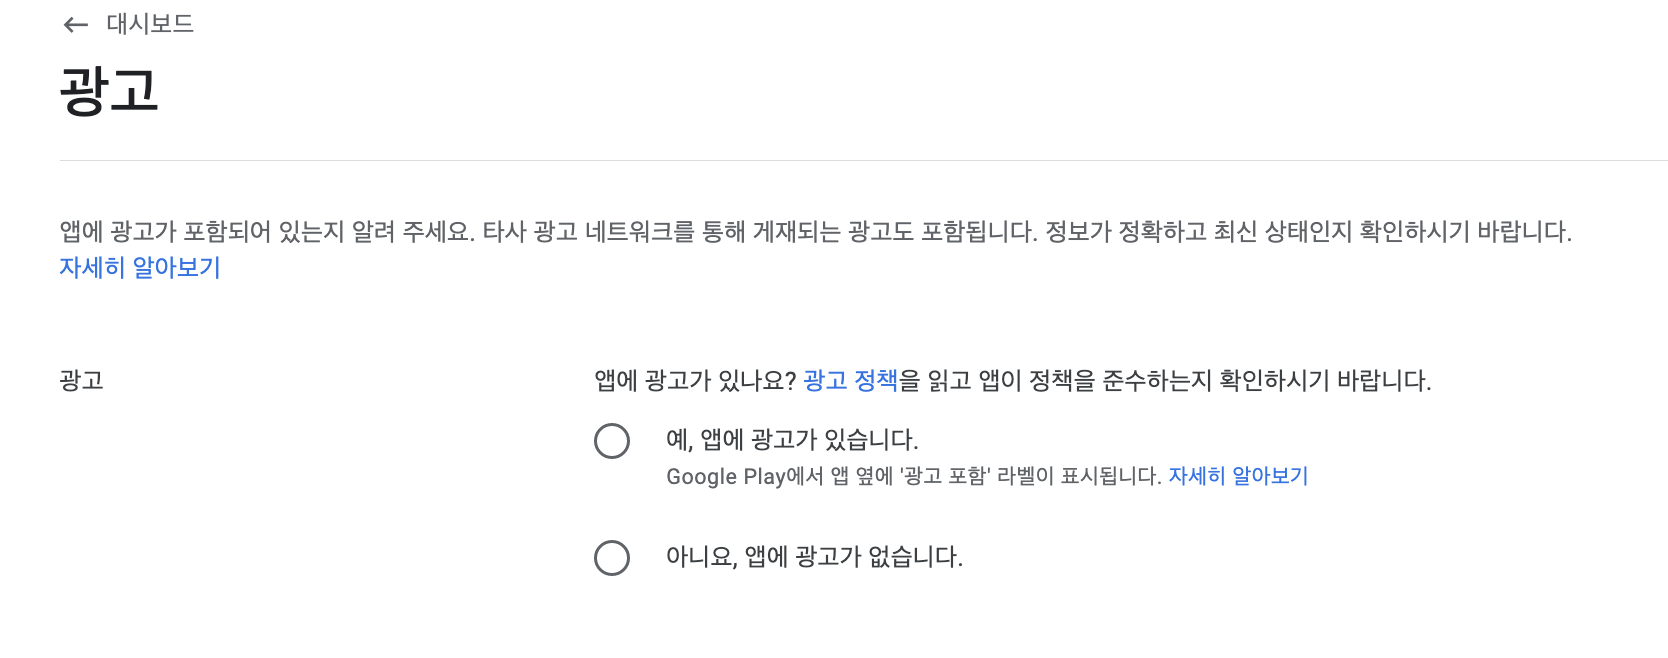 ← 대시보드
광고
앱에 광고가 포함되어 있는지 알려 주세요. 타사 광고 네트워크를 통해 게재되는 광고도 포함됩니다. 정보가 정확하고 최신 상태인지 확인하시기 바랍니다.
자세히 알아보기
광고
앱에 광고가 있나요? 광고 정책을 읽고 앱이 정책을 준수하는지 확인하시기 바랍니다.
예, 앱에 광고가 있습니다.
Google Play에서 앱 옆에 '광고 포함' 라벨이 표시됩니다. 자세히 알아보기
아니요, 앱에 광고가 없습니다.